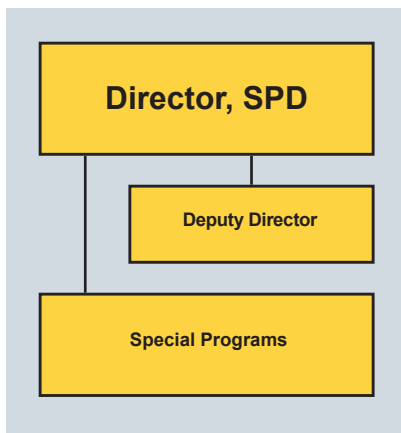 Director, SPD
Deputy Director
Special Programs